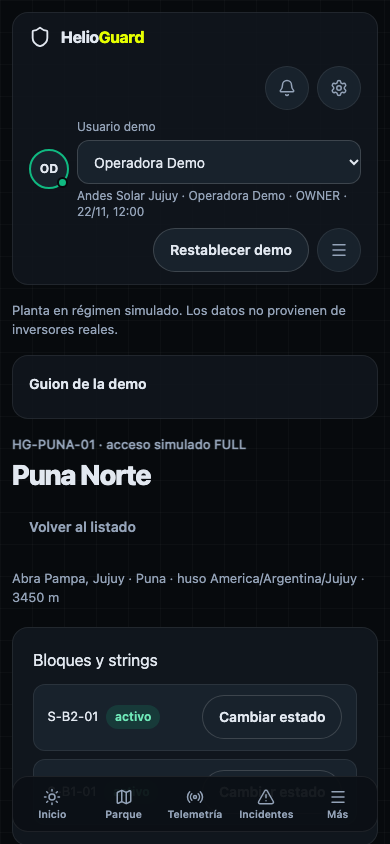 HelioGuard
Usuario demo
OD
Operadora Demo
Andes Solar Jujuy · Operadora Demo · OWNER ·
22/11, 12:00
Restablecer demo
Planta en régimen simulado. Los datos no provienen de
inversores reales.
Guion de la demo
HG-PUNA-01 · acceso simulado FULL
Puna Norte
Volver al listado
Abra Pampa, Jujuy · Puna · huso America/Argentina/Jujuy ·
3450 m
Bloques y strings
S-B2-01 activo Cambiar estado
Inicio Parque Telemetría Incidentes Más